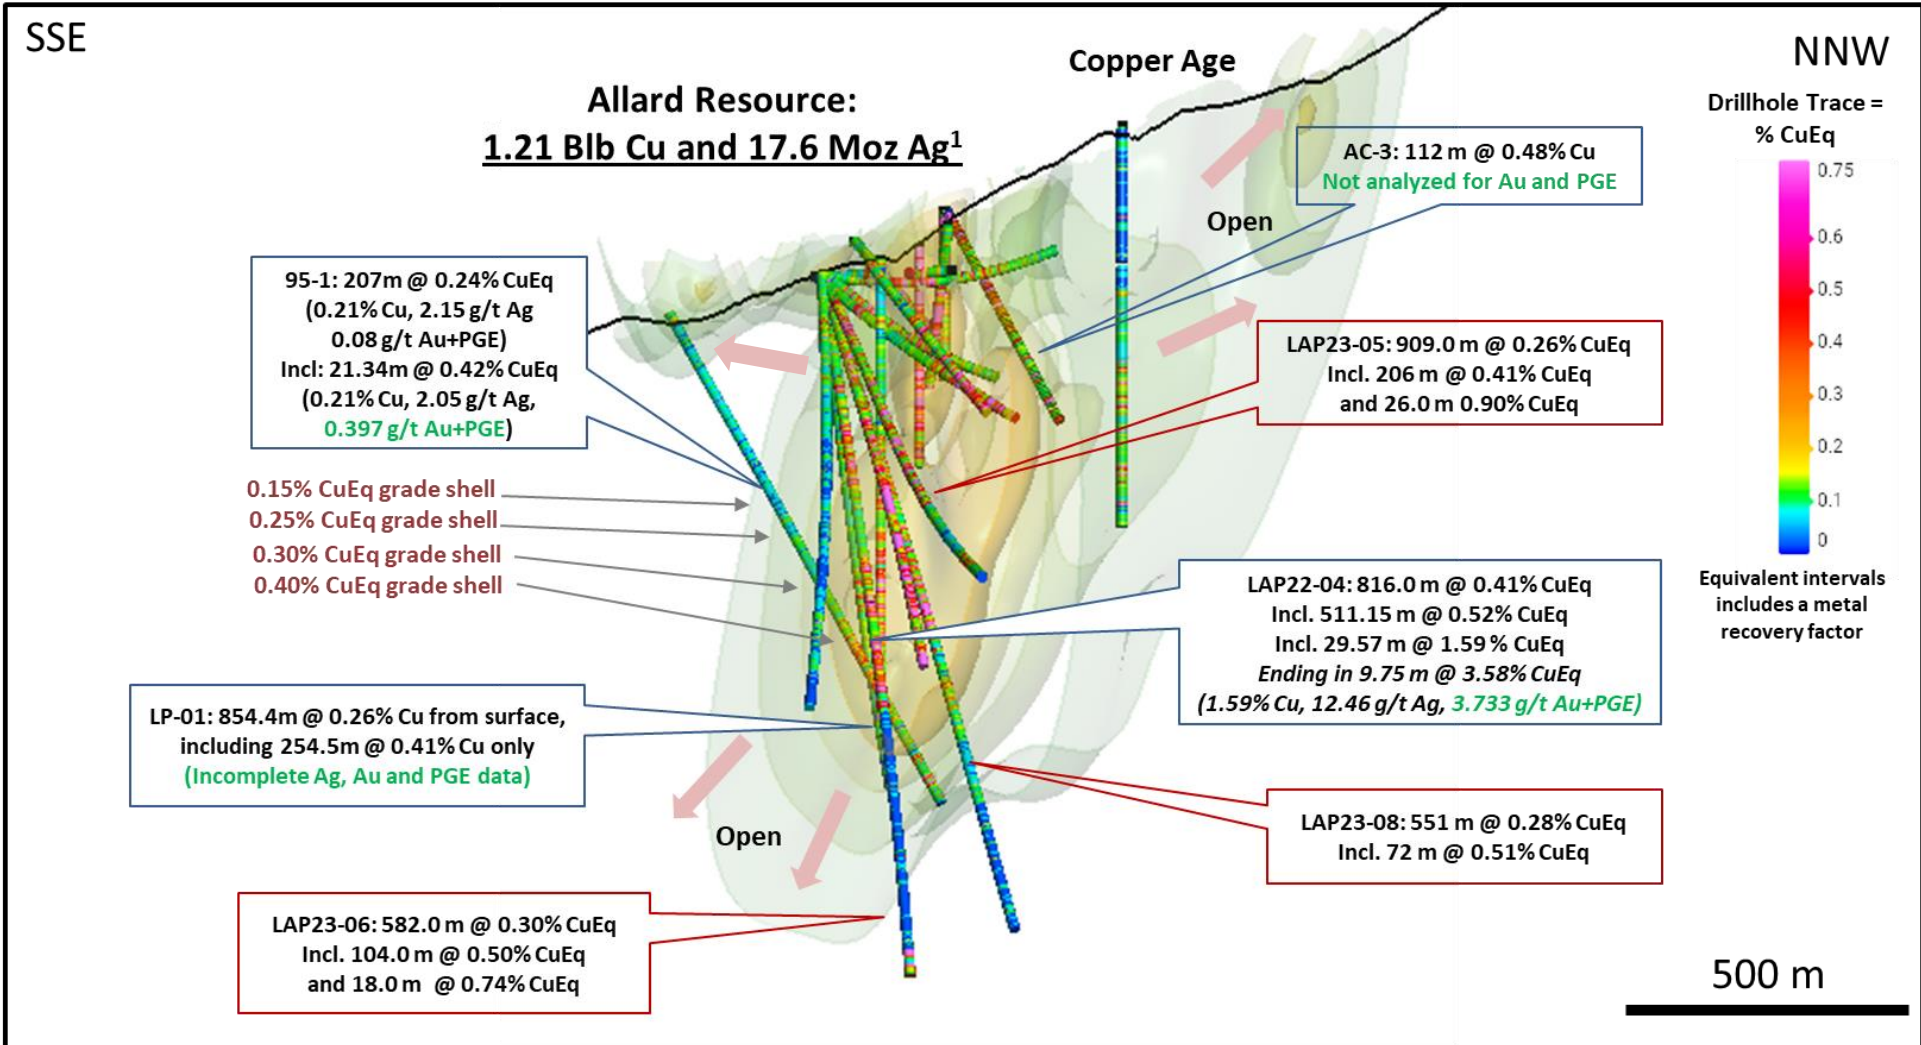 SSE
NNW
Copper Age
Allard Resource:
1.21 Blb Cu and 17.6 Moz Ag¹
Drillhole Trace =
% CuEq
0.75
0.6
0.5
0.4
0.3
0.2
0.1
0
Equivalent intervals
includes a metal
recovery factor
AC-3: 112 m @ 0.48% Cu
Not analyzed for Au and PGE
Open
95-1: 207m @ 0.24% CuEq
(0.21% Cu, 2.15 g/t Ag
0.08 g/t Au+PGE)
Incl: 21.34m @ 0.42% CuEq
(0.21% Cu, 2.05 g/t Ag,
0.397 g/t Au+PGE)
LAP23-05: 909.0 m @ 0.26% CuEq
Incl. 206 m @ 0.41% CuEq
and 26.0 m 0.90% CuEq
0.15% CuEq grade shell
0.25% CuEq grade shell
0.30% CuEq grade shell
0.40% CuEq grade shell
LAP22-04: 816.0 m @ 0.41% CuEq
Incl. 511.15 m @ 0.52% CuEq
Incl. 29.57 m @ 1.59 % CuEq
Ending in 9.75 m @ 3.58% CuEq
(1.59% Cu, 12.46 g/t Ag, 3.733 g/t Au+PGE)
LP-01: 854.4m @ 0.26% Cu from surface,
including 254.5m @ 0.41% Cu only
(Incomplete Ag, Au and PGE data)
Open
LAP23-08: 551 m @ 0.28% CuEq
Incl. 72 m @ 0.51% CuEq
LAP23-06: 582.0 m @ 0.30% CuEq
Incl. 104.0 m @ 0.50% CuEq
and 18.0 m @ 0.74% CuEq
500 m